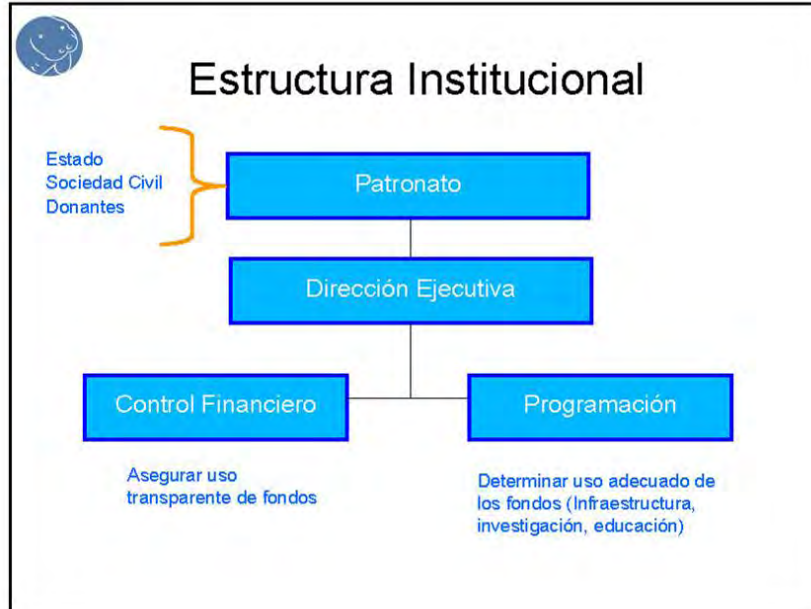 Estructura Institucional
Estado
Sociedad Civil
Donantes
Patronato
Dirección Ejecutiva
Control Financiero
Programación
Asegurar uso
transparente de fondos
Determinar uso adecuado de
los fondos (Infraestructura,
investigación, educación)